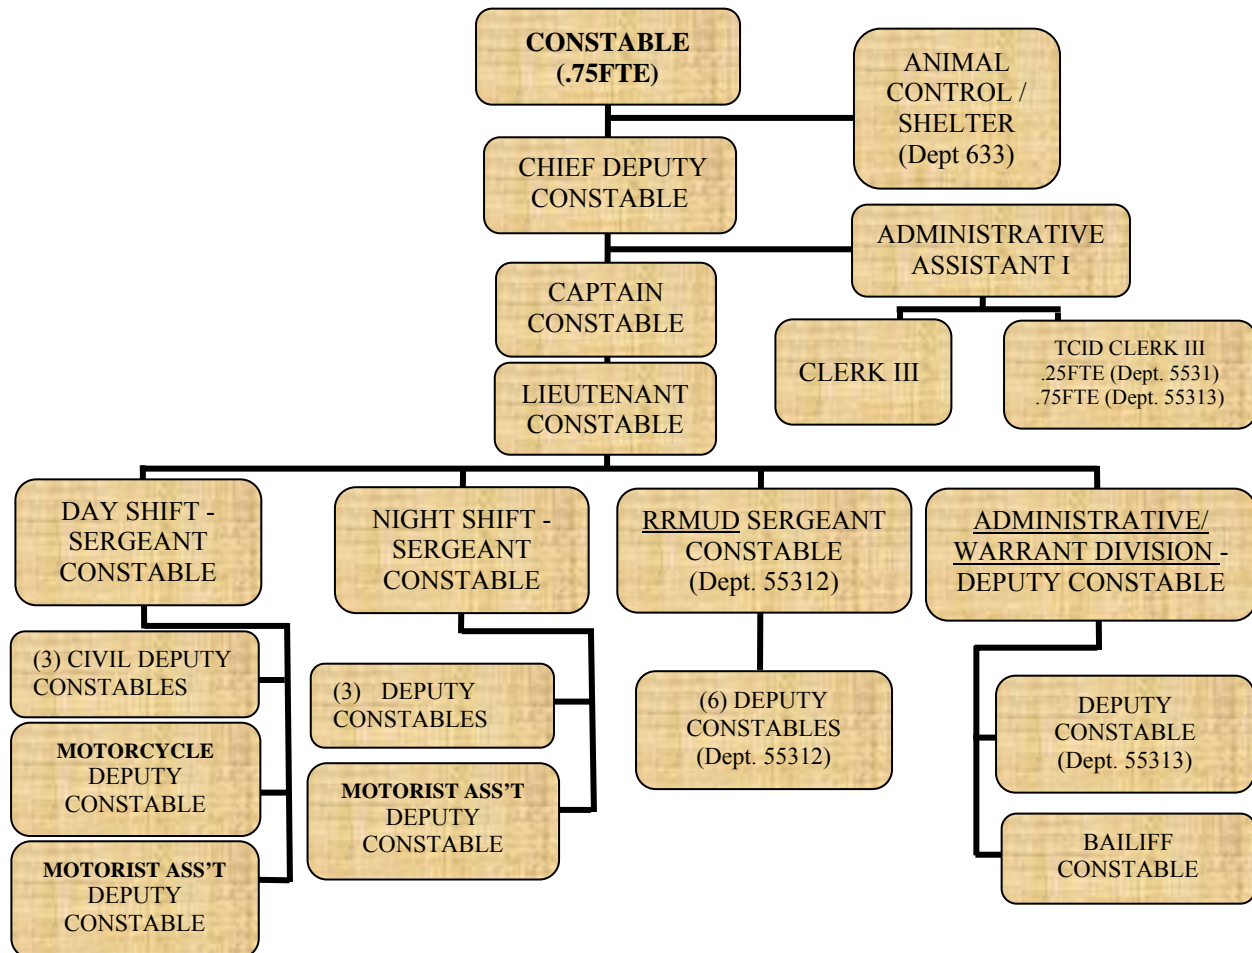 CONSTABLE
(.75FTE)
ANIMAL
CONTROL /
SHELTER
(Dept 633)
CHIEF DEPUTY
CONSTABLE
ADMINISTRATIVE
ASSISTANT I
CAPTAIN
CONSTABLE
CLERK III
TCID CLERK III
.25FTE (Dept. 5531)
.75FTE (Dept. 55313)
LIEUTENANT
CONSTABLE
DAY SHIFT -
SERGEANT
CONSTABLE
NIGHT SHIFT -
SERGEANT
CONSTABLE
RRMUD SERGEANT
CONSTABLE
(Dept. 55312)
ADMINISTRATIVE/
WARRANT DIVISION -
DEPUTY CONSTABLE
(3) CIVIL DEPUTY
CONSTABLES
MOTORCYCLE
DEPUTY
CONSTABLE
MOTORIST ASS’T
DEPUTY
CONSTABLE
(3) DEPUTY
CONSTABLES
MOTORIST ASS’T
DEPUTY
CONSTABLE
(6) DEPUTY
CONSTABLES
(Dept. 55312)
DEPUTY
CONSTABLE
(Dept. 55313)
BAILIFF
CONSTABLE